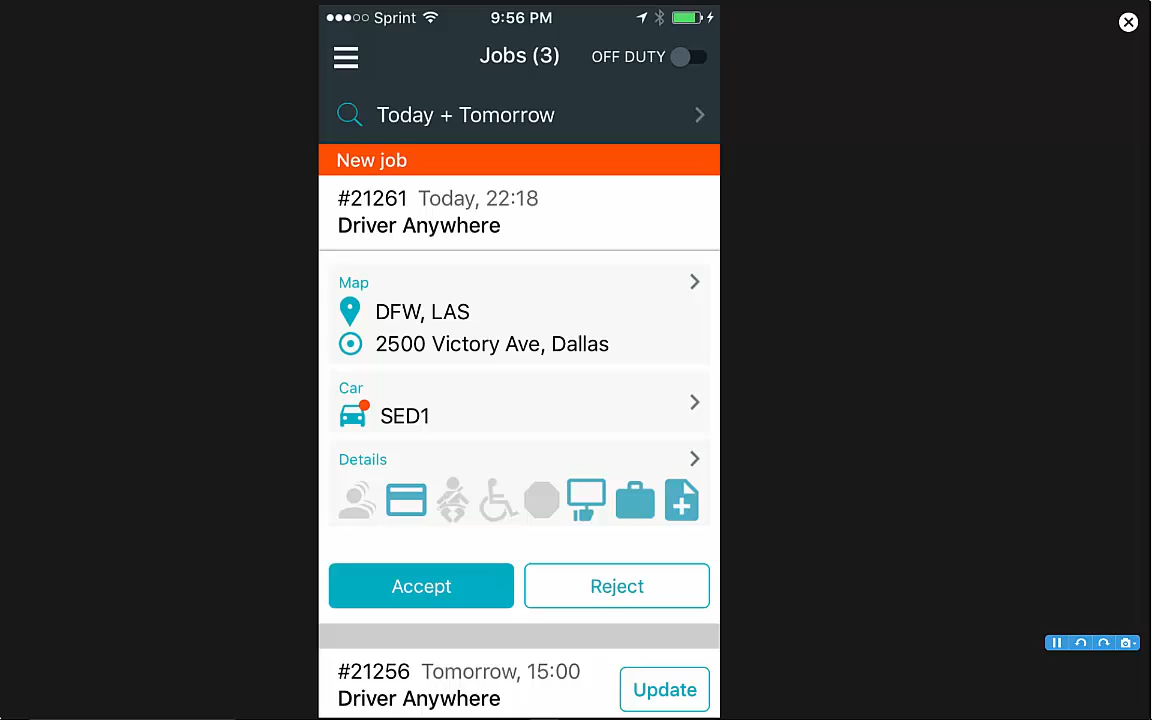 Sprint 9:56 PM
Jobs (3) OFF DUTY
Today + Tomorrow
New job
#21261 Today, 22:18
Driver Anywhere
Map
DFW, LAS
2500 Victory Ave, Dallas
Car
SED1
Details
Accept Reject
#21256 Tomorrow, 15:00
Driver Anywhere
Update